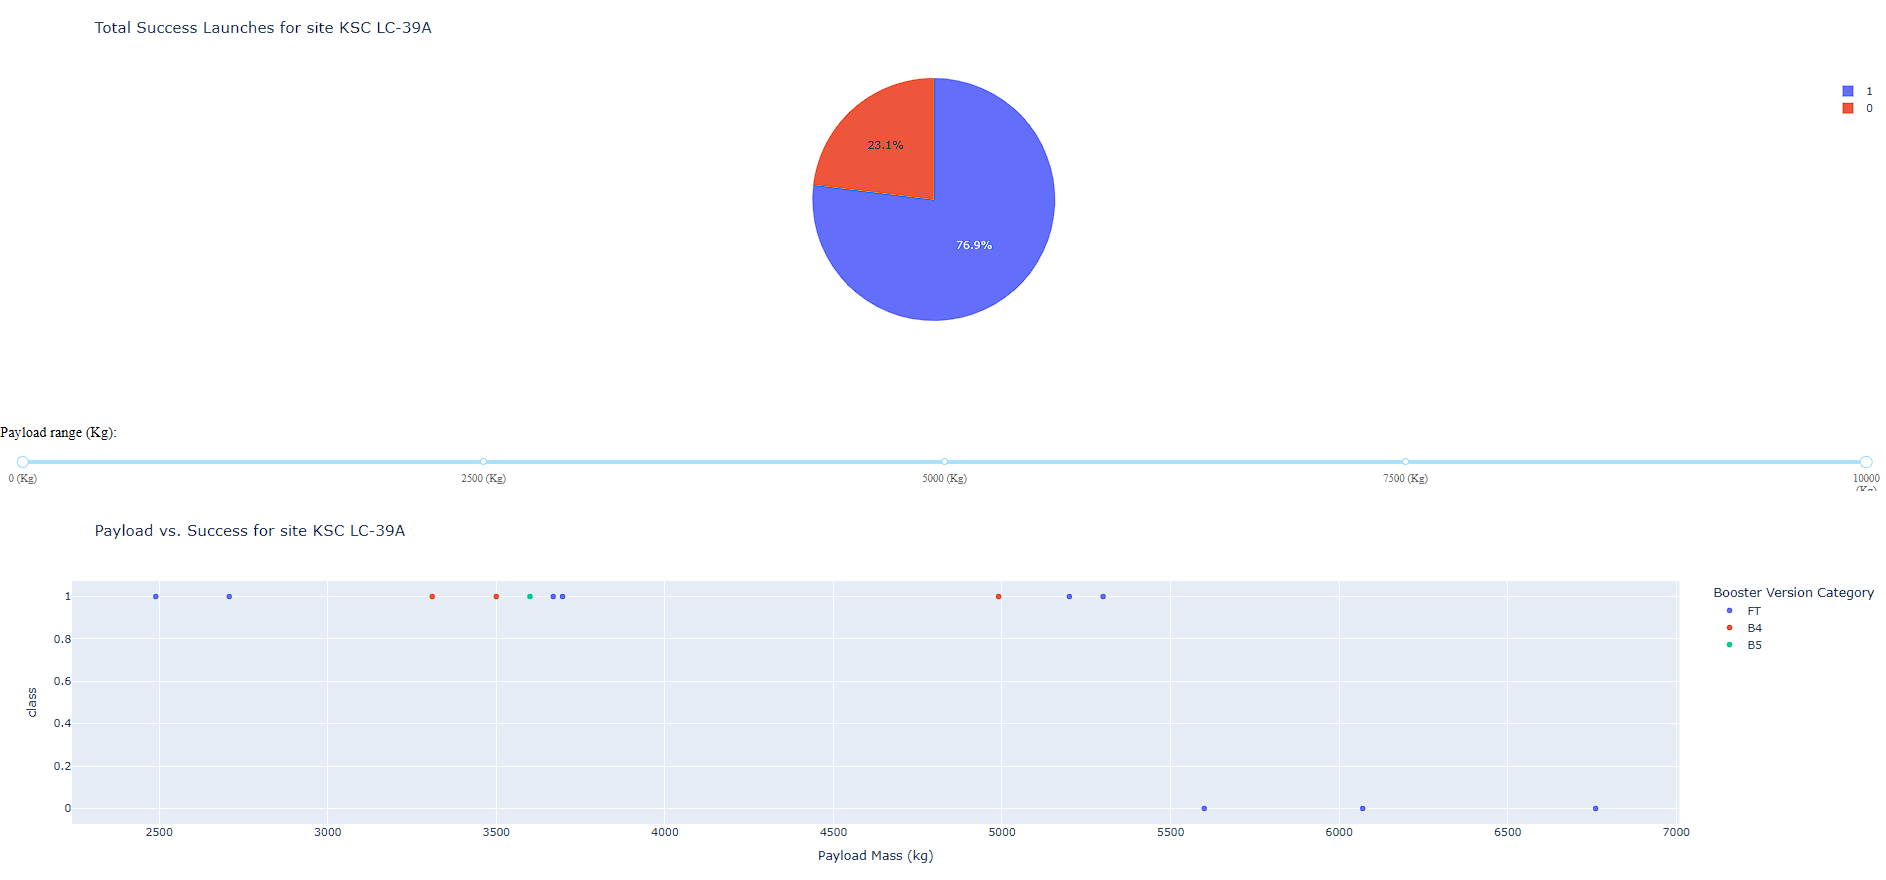 Total Success Launches for site KSC LC-39A
1
0
23.1%
76.9%
Payload range (Kg):
0 (Kg)
2500 (Kg)
5000 (Kg)
7500 (Kg)
10000
(Kg)
Payload vs. Success for site KSC LC-39A
Booster Version Category
FT
B4
B5
class
1
0.8
0.6
0.4
0.2
0
2500
3000
3500
4000
4500
5000
5500
6000
6500
7000
Payload Mass (kg)